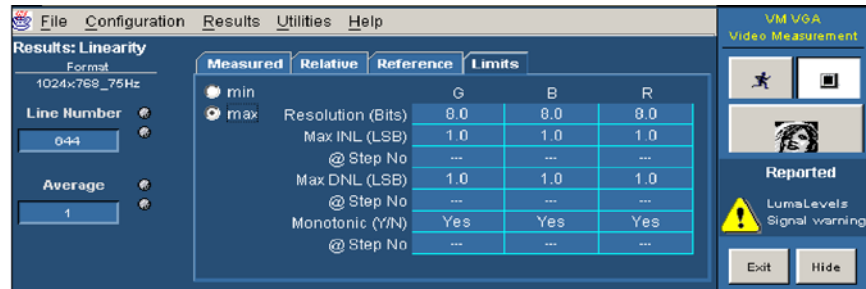 File Configuration Results Utilities Help
Results: Linearity
Format
1024x768_75Hz
Line Number
044
Average
1
Measured Relative Reference Limits
min
max
G B R
Resolution (Bits) 8.0 8.0 8.0
Max INL (LSB) 1.0 1.0 1.0
@ Step No --- --- ---
Max DNL (LSB) 1.0 1.0 1.0
@ Step No --- --- ---
Monotonic (Y/N) Yes Yes Yes
@ Step No --- --- ---
VM VGA
Video Measurement
Reported
LumaLevels
Signal warning
Exit Hide